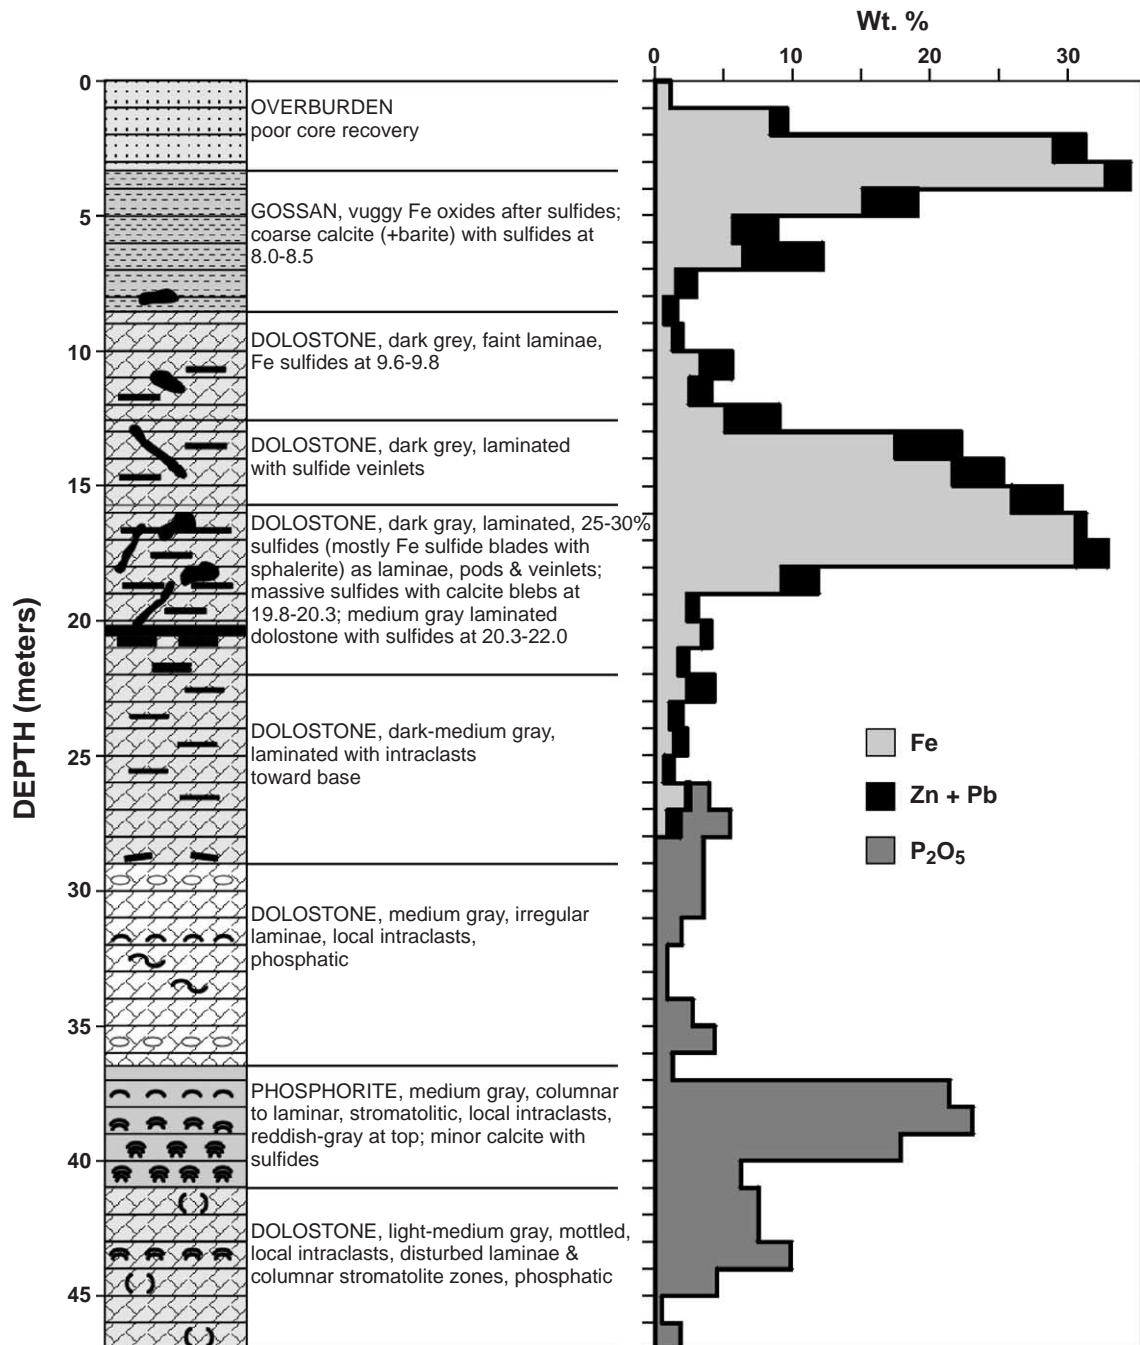 Wt. %
0 10 20 30
0
OVERBURDEN
poor core recovery
5
GOSSAN, vuggy Fe oxides after sulfides;
coarse calcite (+barite) with sulfides at
8.0-8.5
10
DOLOSTONE, dark grey, faint laminae,
Fe sulfides at 9.6-9.8
DOLOSTONE, dark grey, laminated
with sulfide veinlets
15
DOLOSTONE, dark gray, laminated, 25-30%
sulfides (mostly Fe sulfide blades with
sphalerite) as laminae, pods & veinlets;
massive sulfides with calcite blebs at
19.8-20.3; medium gray laminated
dolostone with sulfides at 20.3-22.0
20
DEPTH (meters)
DOLOSTONE, dark-medium gray,
laminated with intraclasts
toward base
25
Fe
Zn + Pb
P2O5
30
DOLOSTONE, medium gray, irregular
laminae, local intraclasts,
phosphatic
35
PHOSPHORITE, medium gray, columnar
to laminar, stromatolitic, local intraclasts,
reddish-gray at top; minor calcite with
sulfides
40
DOLOSTONE, light-medium gray, mottled,
local intraclasts, disturbed laminae &
columnar stromatolite zones, phosphatic
45